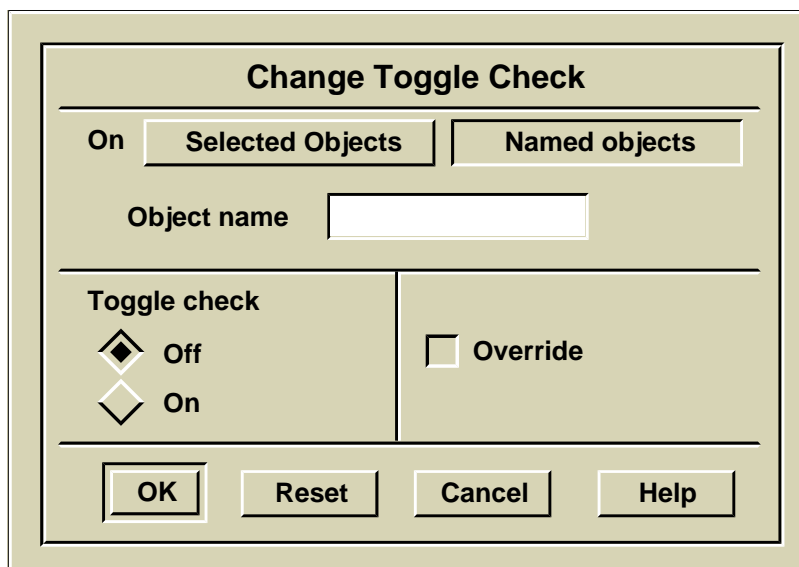 Change Toggle Check
On Selected Objects Named objects
Object name
Toggle check
Off
Override
On
OK Reset Cancel Help